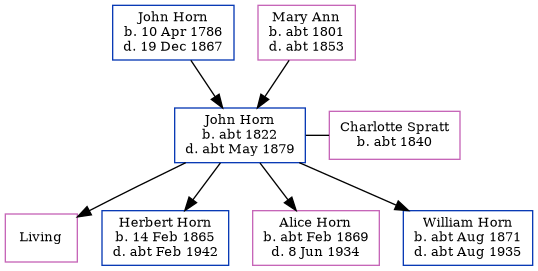 John Horn
b. 10 Apr 1786
d. 19 Dec 1867
Mary Ann
b. abt 1801
d. abt 1853
John Horn
b. abt 1822
d. abt May 1879
Charlotte Spratt
b. abt 1840
Living
Herbert Horn
b. 14 Feb 1865
d. abt Feb 1942
Alice Horn
b. abt Feb 1869
d. 8 Jun 1934
William Horn
b. abt Aug 1871
d. abt Aug 1935